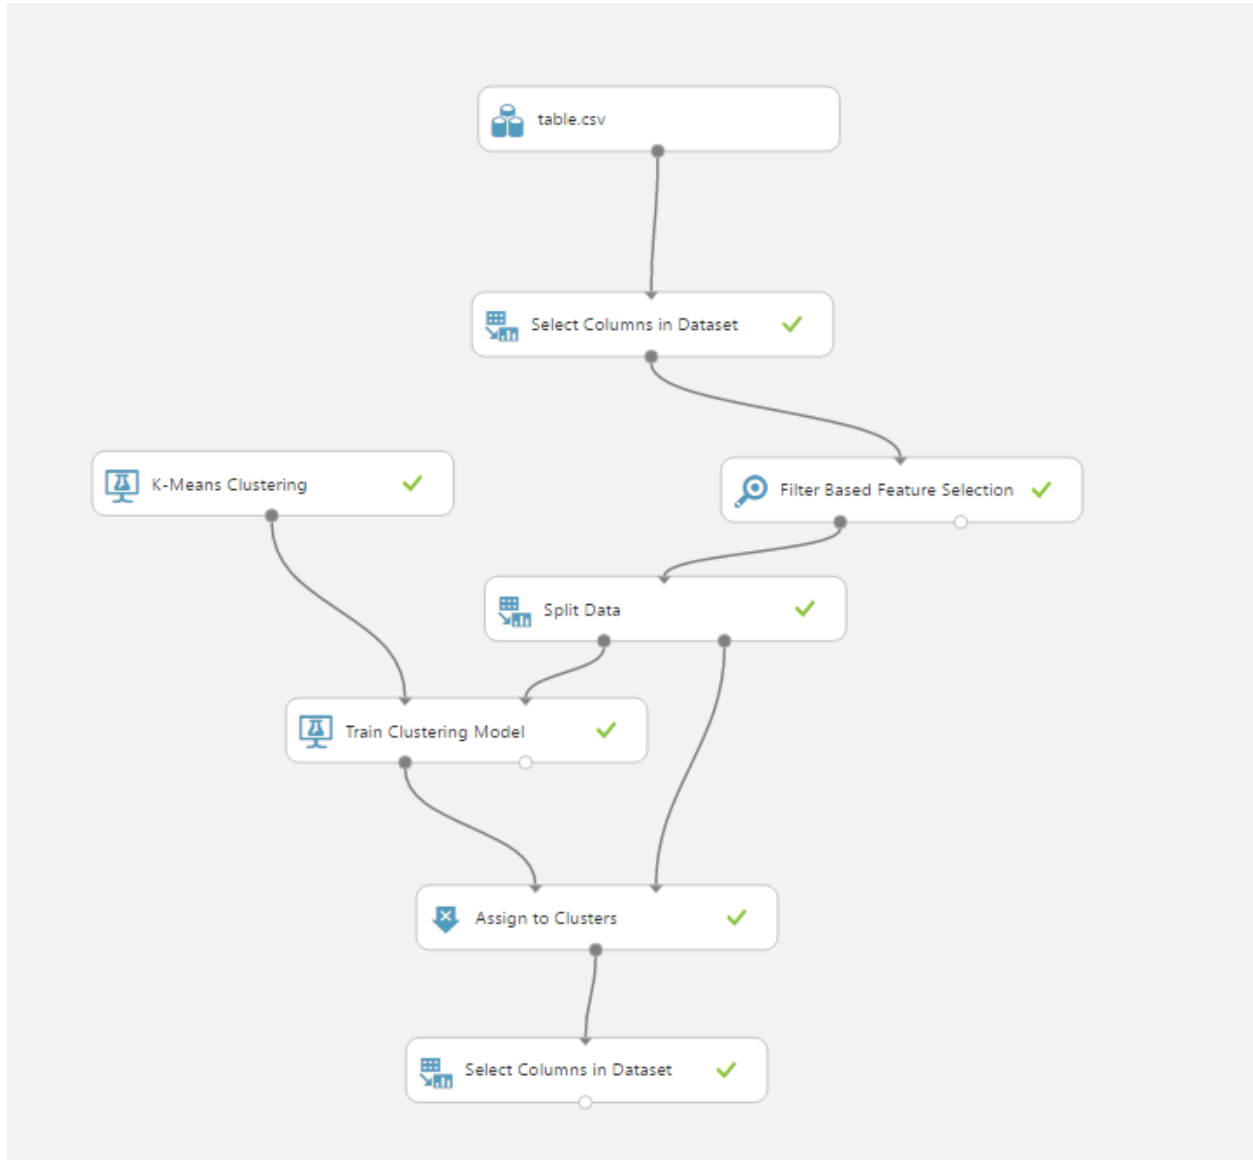 table.csv
Select Columns in Dataset
K-Means Clustering
Filter Based Feature Selection
Split Data
Train Clustering Model
Assign to Clusters
Select Columns in Dataset